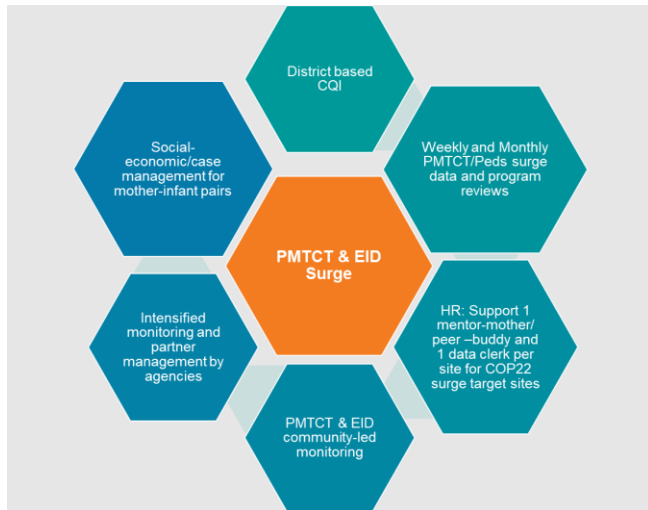 District based
CQI
Weekly and Monthly
PMTCT/Peds surge
data and program
reviews
HR: Support 1
mentor-mother/
peer –buddy and
1 data clerk per
site for COP22
surge target sites
PMTCT & EID
community-led
monitoring
Intensified
monitoring and
partner
management by
agencies
Social-
economic/case
management for
mother-infant pairs
PMTCT & EID
Surge